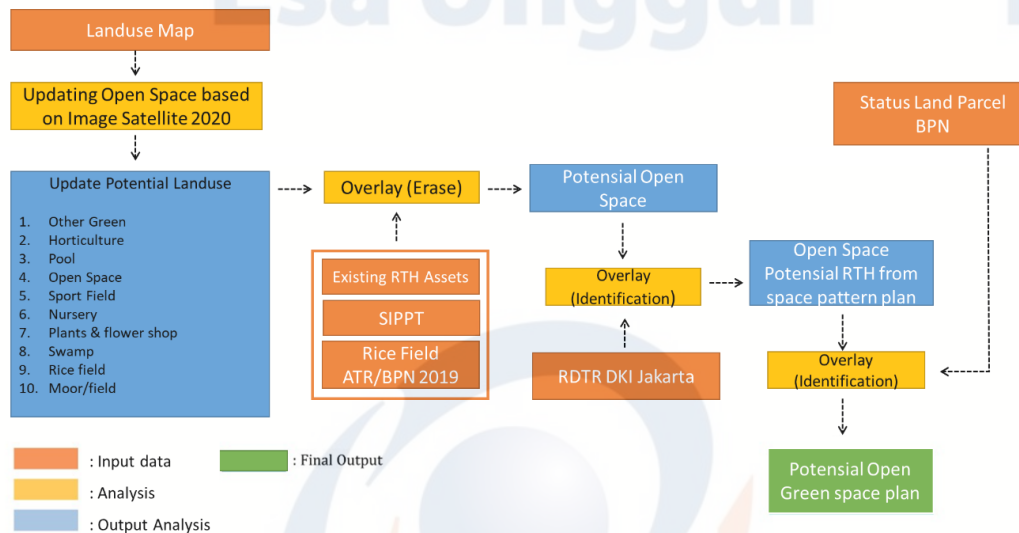 Esa Unggul
Landuse Map
Updating Open Space based
on Image Satellite 2020
Status Land Parcel
BPN
Update Potential Landuse
1. Other Green
2. Horticulture
3. Pool
4. Open Space
5. Sport Field
6. Nursery
7. Plants & flower shop
8. Swamp
9. Rice field
10. Moor/field
Overlay (Erase)
Potensial Open
Space
Existing RTH Assets
SIPPT
Rice Field
ATR/BPN 2019
Overlay
(Identification)
RDTR DKI Jakarta
Open Space
Potensial RTH from
space pattern plan
Overlay
(Identification)
Potential Open
Green space plan
: Input data
: Final Output
: Analysis
: Output Analysis